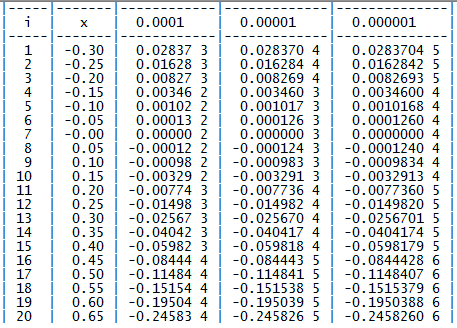 i x 0.0001 0.00001 0.000001
1 -0.30 0.02837 3 0.028370 4 0.0283704 5
2 -0.25 0.01628 3 0.016284 4 0.0162842 5
3 -0.20 0.00827 3 0.008269 4 0.0082693 5
4 -0.15 0.00346 2 0.003460 3 0.0034600 4
5 -0.10 0.00102 2 0.001017 3 0.0010168 4
6 -0.05 0.00013 2 0.000126 3 0.0001260 4
7 -0.00 0.00000 2 0.000000 3 0.0000000 4
8 0.05 -0.00012 2 -0.000124 3 -0.0001240 4
9 0.10 -0.00098 2 -0.000983 3 -0.0009834 4
10 0.15 -0.00329 2 -0.003291 3 -0.0032913 4
11 0.20 -0.00774 3 -0.007736 4 -0.0077360 5
12 0.25 -0.01498 3 -0.014982 4 -0.0149820 5
13 0.30 -0.02567 3 -0.025670 4 -0.0256701 5
14 0.35 -0.04042 3 -0.040417 4 -0.0404174 5
15 0.40 -0.05982 3 -0.059818 4 -0.0598179 5
16 0.45 -0.08444 4 -0.084443 5 -0.0844428 6
17 0.50 -0.11484 4 -0.114841 5 -0.1148407 6
18 0.55 -0.15154 4 -0.151538 5 -0.1515379 6
19 0.60 -0.19504 4 -0.195039 5 -0.1950388 6
20 0.65 -0.24583 4 -0.245826 5 -0.2458260 6